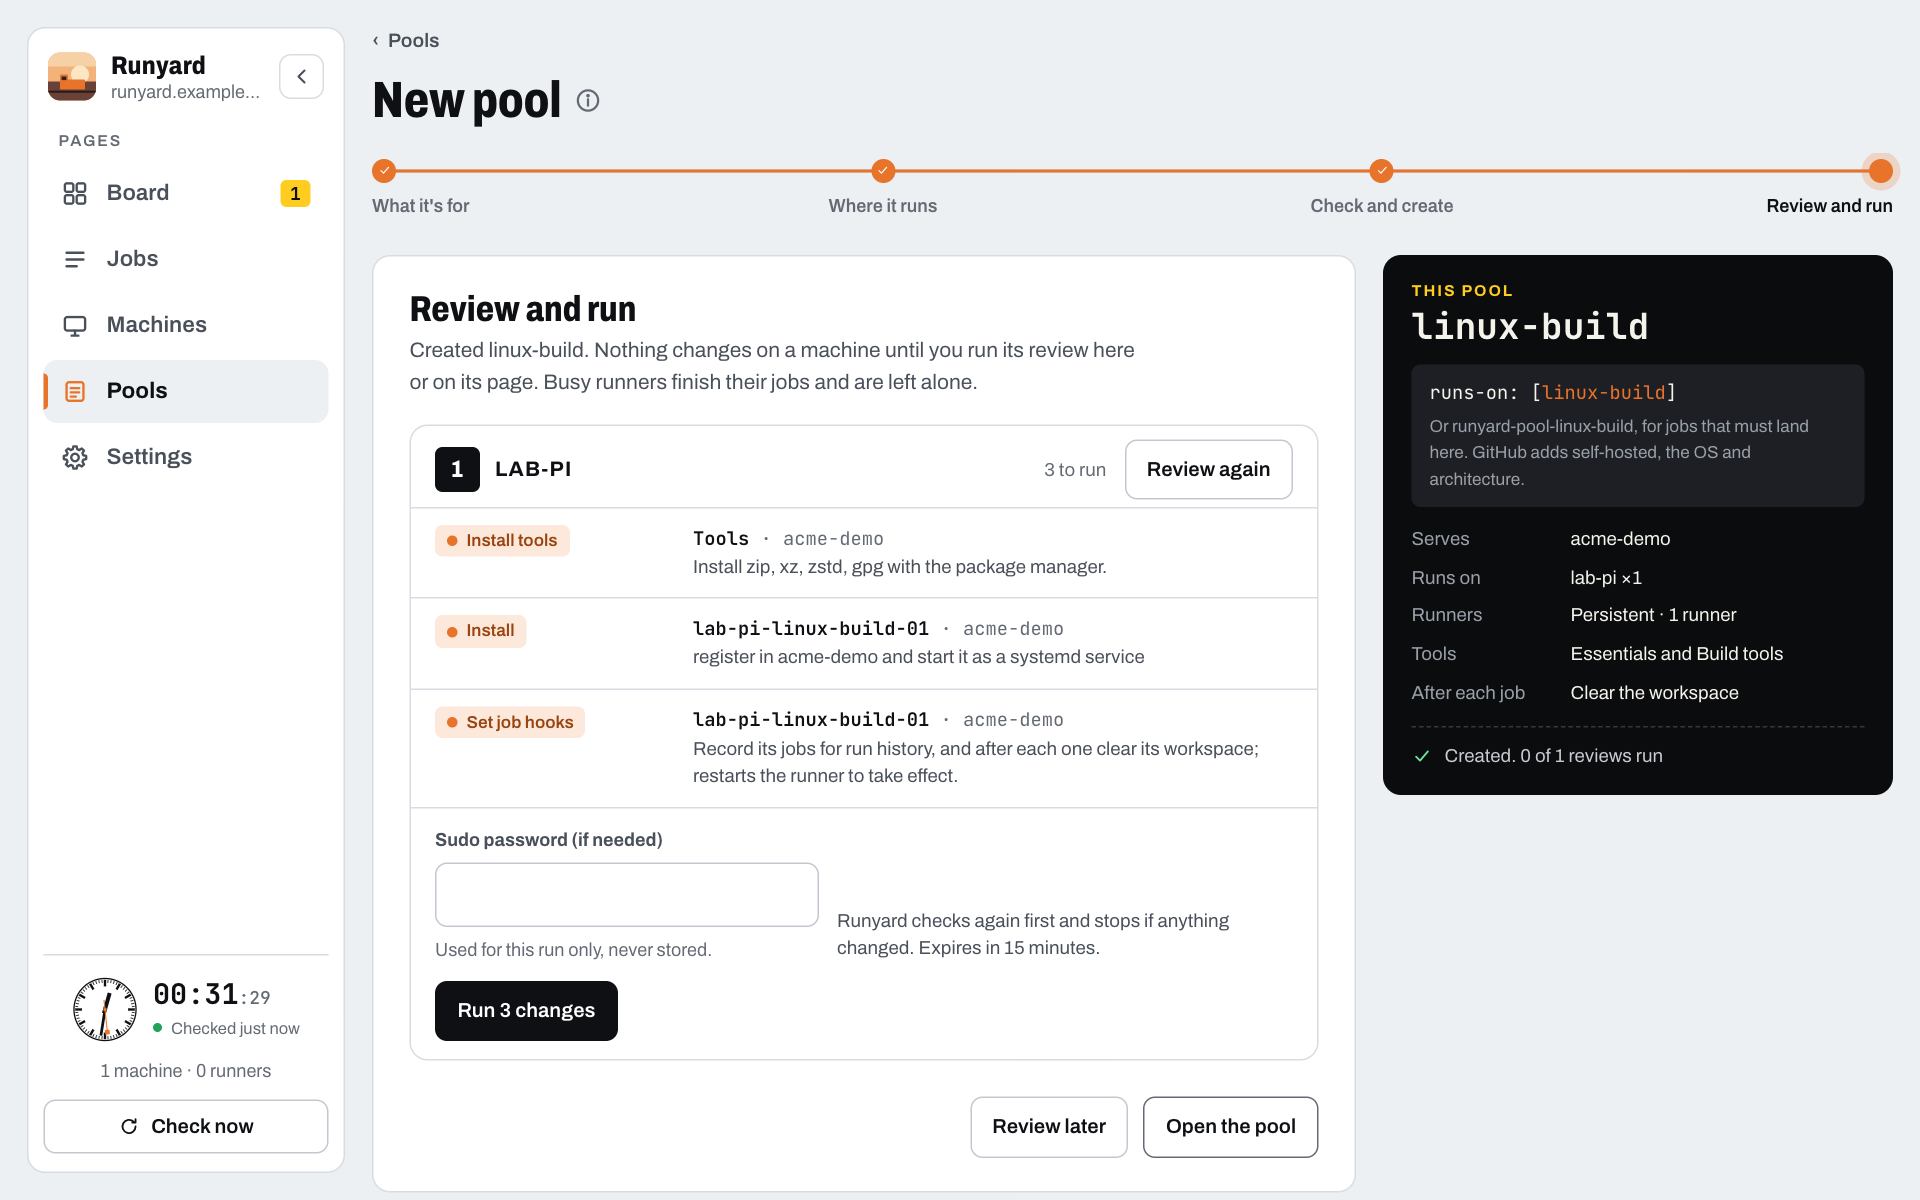 Runyard
runyard.example...
PAGES
Board
1
Jobs
Machines
Pools
Settings
00:31:29
Checked just now
1 machine · 0 runners
Check now
‹ Pools
New pool
What it's for
Where it runs
Check and create
Review and run
Review and run
Created linux-build. Nothing changes on a machine until you run its review here
or on its page. Busy runners finish their jobs and are left alone.
1
LAB-PI
3 to run
Review again
Install tools
Tools · acme-demo
Install zip, xz, zstd, gpg with the package manager.
Install
lab-pi-linux-build-01 · acme-demo
register in acme-demo and start it as a systemd service
Set job hooks
lab-pi-linux-build-01 · acme-demo
Record its jobs for run history, and after each one clear its workspace;
restarts the runner to take effect.
Sudo password (if needed)
Used for this run only, never stored.
Runyard checks again first and stops if anything
changed. Expires in 15 minutes.
Run 3 changes
Review later
Open the pool
THIS POOL
linux-build
runs-on: [linux-build]
Or runyard-pool-linux-build, for jobs that must land
here. GitHub adds self-hosted, the OS and
architecture.
Serves acme-demo
Runs on lab-pi ×1
Runners Persistent · 1 runner
Tools Essentials and Build tools
After each job Clear the workspace
Created. 0 of 1 reviews run